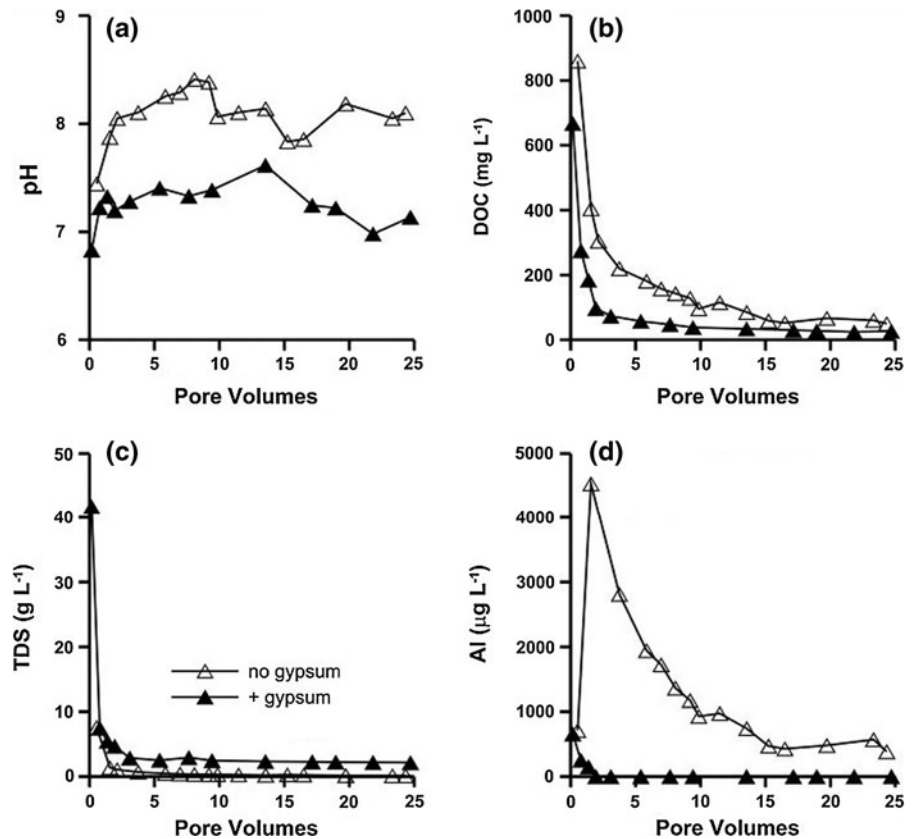 (a)
9
8
7
6
pH
0 5 10 15 20 25
Pore Volumes
(b)
1000
800
600
400
200
0
DOC (mg L⁻¹)
0 5 10 15 20 25
Pore Volumes
(c)
50
40
30
20
10
0
TDS (g L⁻¹)
no gypsum
+ gypsum
0 5 10 15 20 25
Pore Volumes
(d)
5000
4000
3000
2000
1000
0
Al (µg L⁻¹)
0 5 10 15 20 25
Pore Volumes